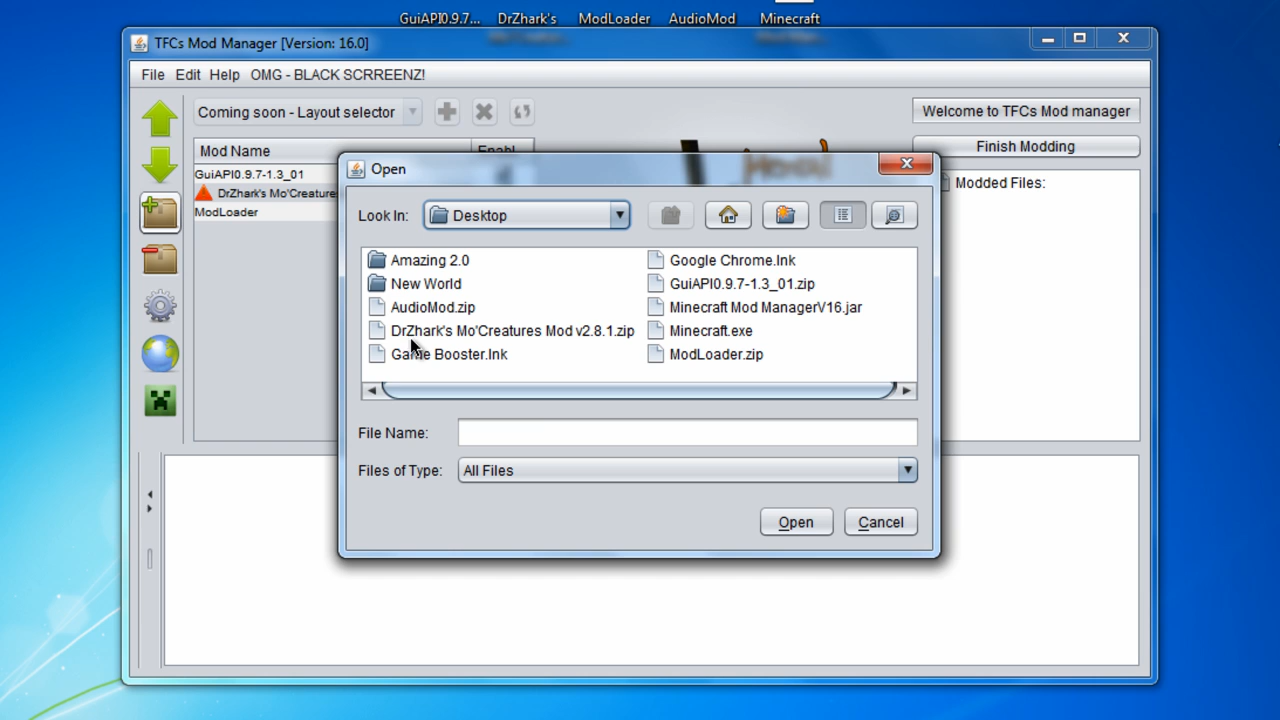 GuiAPI0.9.7... DrZhark's ModLoader AudioMod Minecraft
TFCs Mod Manager [Version: 16.0]
File Edit Help OMG - BLACK SCRREENZ!
Coming soon - Layout selector
Welcome to TFCs Mod manager
Mod Name Enabl
Finish Modding
GuiAPI0.9.7-1.3_01
DrZhark's Mo'Creatures
ModLoader
Modded Files:
Open
Look In: Desktop
Amazing 2.0
New World
AudioMod.zip
DrZhark's Mo'Creatures Mod v2.8.1.zip
Game Booster.lnk
Google Chrome.lnk
GuiAPI0.9.7-1.3_01.zip
Minecraft Mod ManagerV16.jar
Minecraft.exe
ModLoader.zip
File Name:
Files of Type: All Files
Open Cancel